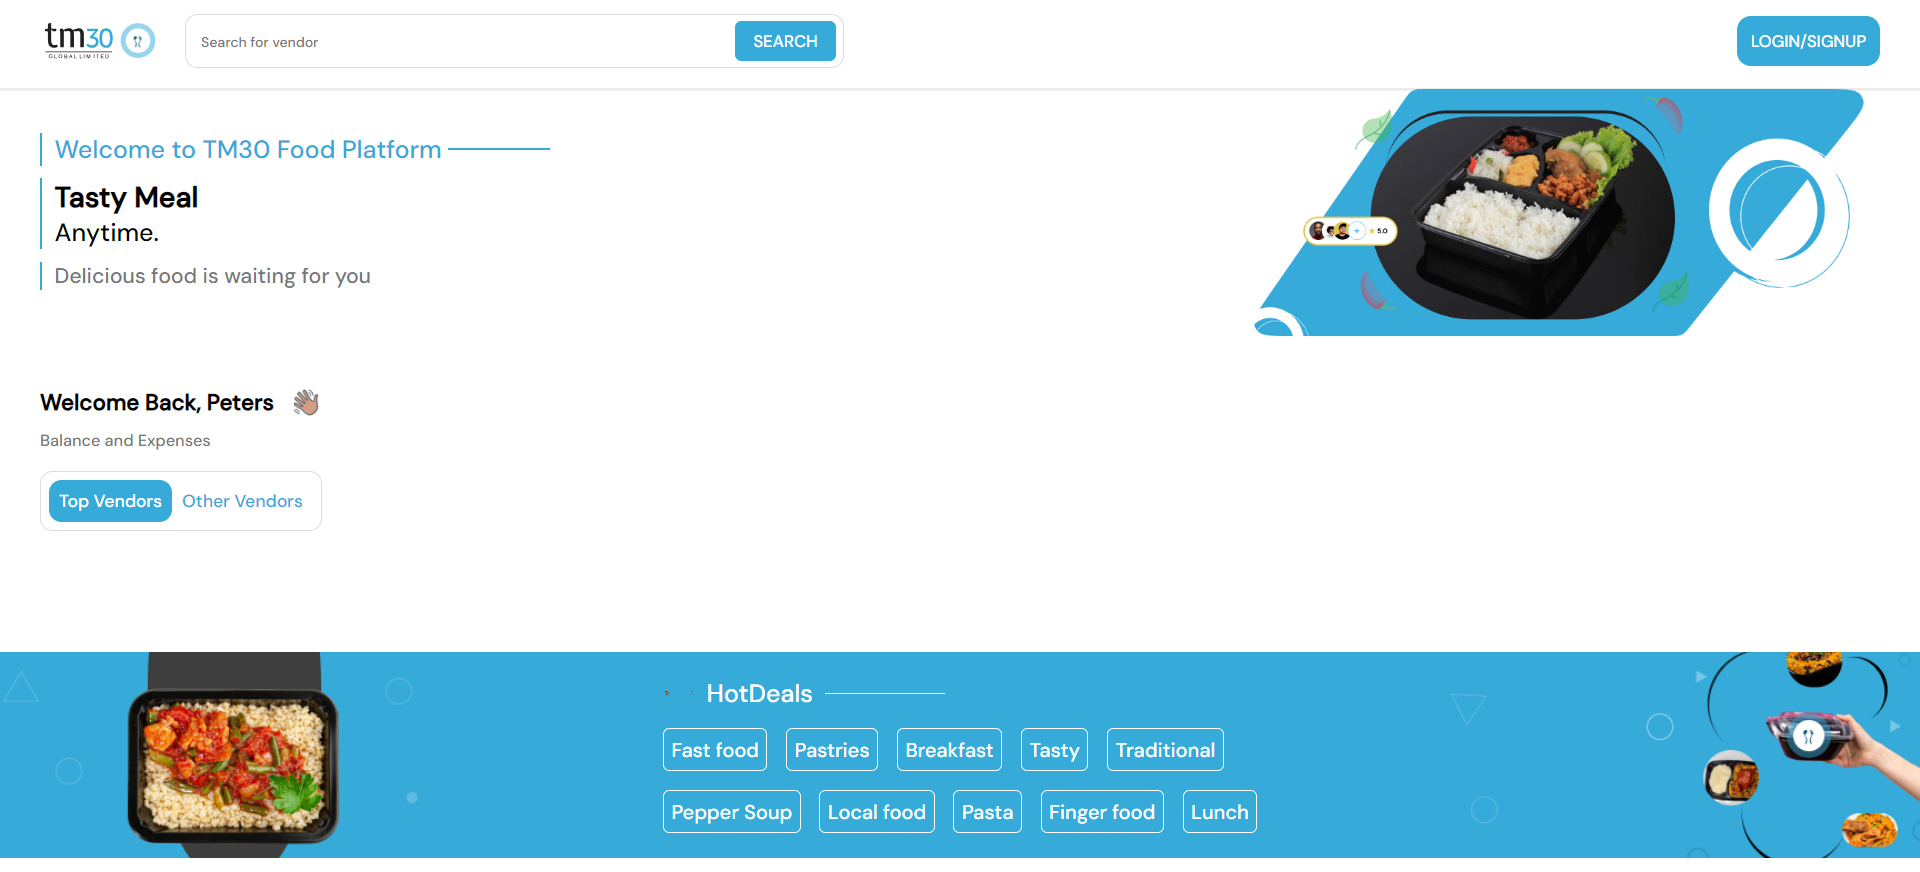 tm30
GLOBAL LIMITED
Search for vendor
SEARCH
LOGIN/SIGNUP
Welcome to TM30 Food Platform
Tasty Meal
Anytime.
Delicious food is waiting for you
+ ★ 5.0
Welcome Back, Peters 👋🏽
Balance and Expenses
Top Vendors Other Vendors
HotDeals
Fast food Pastries Breakfast Tasty Traditional
Pepper Soup Local food Pasta Finger food Lunch